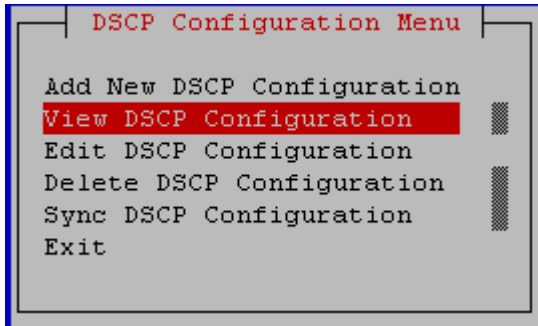 DSCP Configuration Menu
Add New DSCP Configuration
View DSCP Configuration
Edit DSCP Configuration
Delete DSCP Configuration
Sync DSCP Configuration
Exit